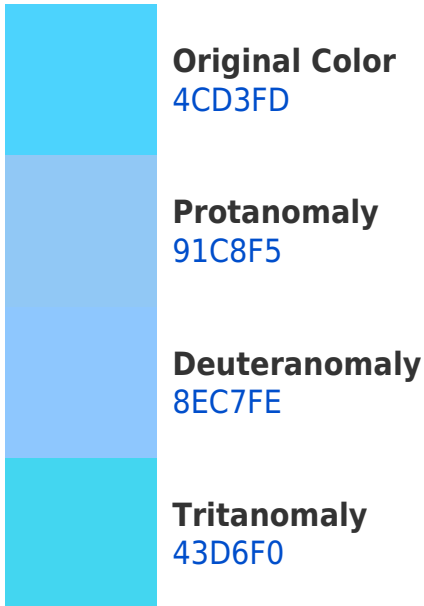 Original Color
4CD3FD
Protanomaly
91C8F5
Deuteranomaly
8EC7FE
Tritanomaly
43D6F0